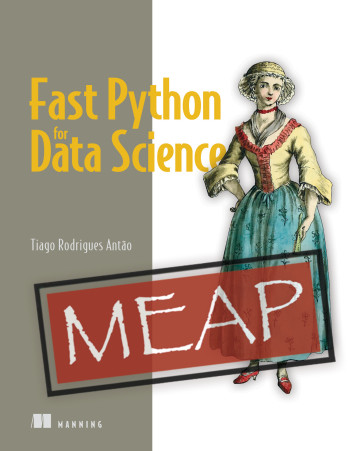 Fast Python
for
Data Science
Tiago Rodrigues Antão
MEAP
MANNING